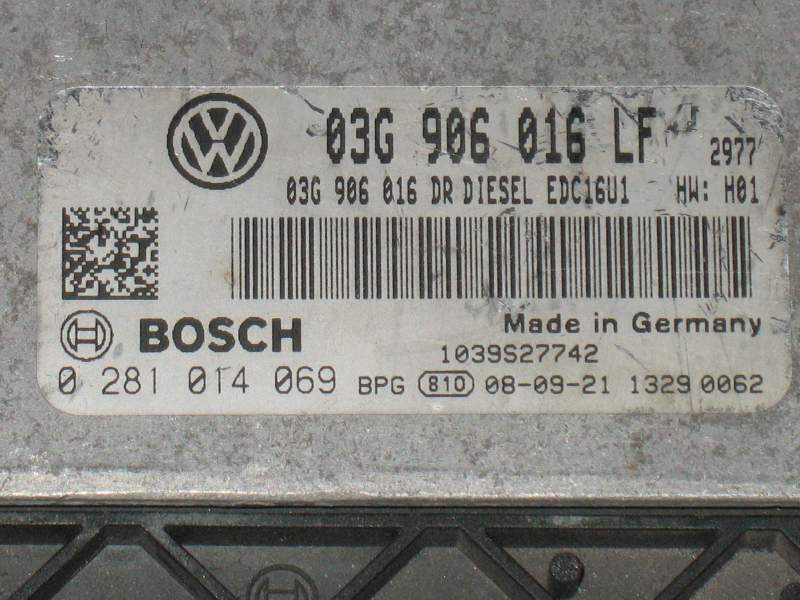 03G 906 016 LF 2977
03G 906 016 DR DIESEL EDC16U1 HW: H01
BOSCH Made in Germany
1039S27742
0 281 014 069 BPG 810 08-09-21 1329 0062